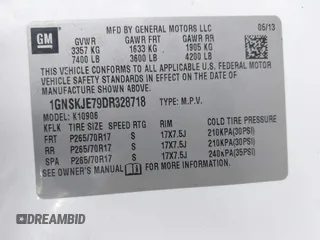 GM
MFD BY GENERAL MOTORS LLC
05/13
GVWR GAWR FRT GAWR RR
3357 KG 1633 KG 1905 KG
7400 LB 3600 LB 4200 LB
THIS VEHICLE CONFORMS TO ALL APPLICABLE U.S. FEDERAL MOTOR
VEHICLE SAFETY STANDARDS IN EFFECT ON THE DATE OF
MANUFACTURE SHOWN ABOVE.
1GNSKJE79DR328718 TYPE: M.P.V.
MODEL: K10906
KFLK TIRE SIZE SPEED RTG RIM COLD TIRE PRESSURE
FRT P265/70R17 S 17X7.5J 210KPA(30PSI)
RR P265/70R17 S 17X7.5J 210KPA(30PSI)
SPA P265/70R17 S 17X7.5J 240KPA(35PSI)
SEE OWNER'S MANUAL FOR ADDITIONAL INFORMATION.
DREAMBID